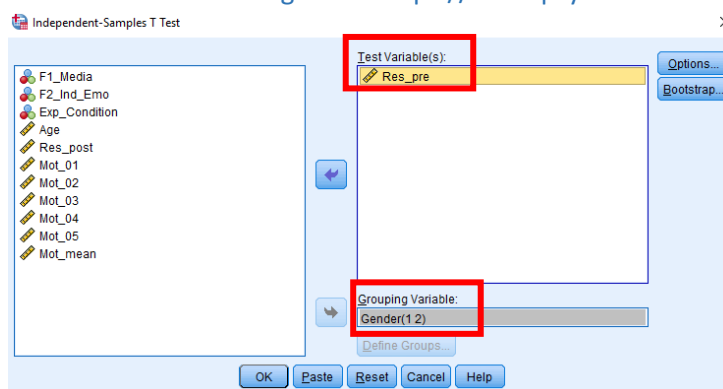 Independent-Samples T Test
F1_Media
F2_Ind_Emo
Exp_Condition
Age
Res_post
Mot_01
Mot_02
Mot_03
Mot_04
Mot_05
Mot_mean
Test Variable(s):
Res_pre
Grouping Variable:
Gender(1 2)
Define Groups...
Options...
Bootstrap...
OK
Paste
Reset
Cancel
Help